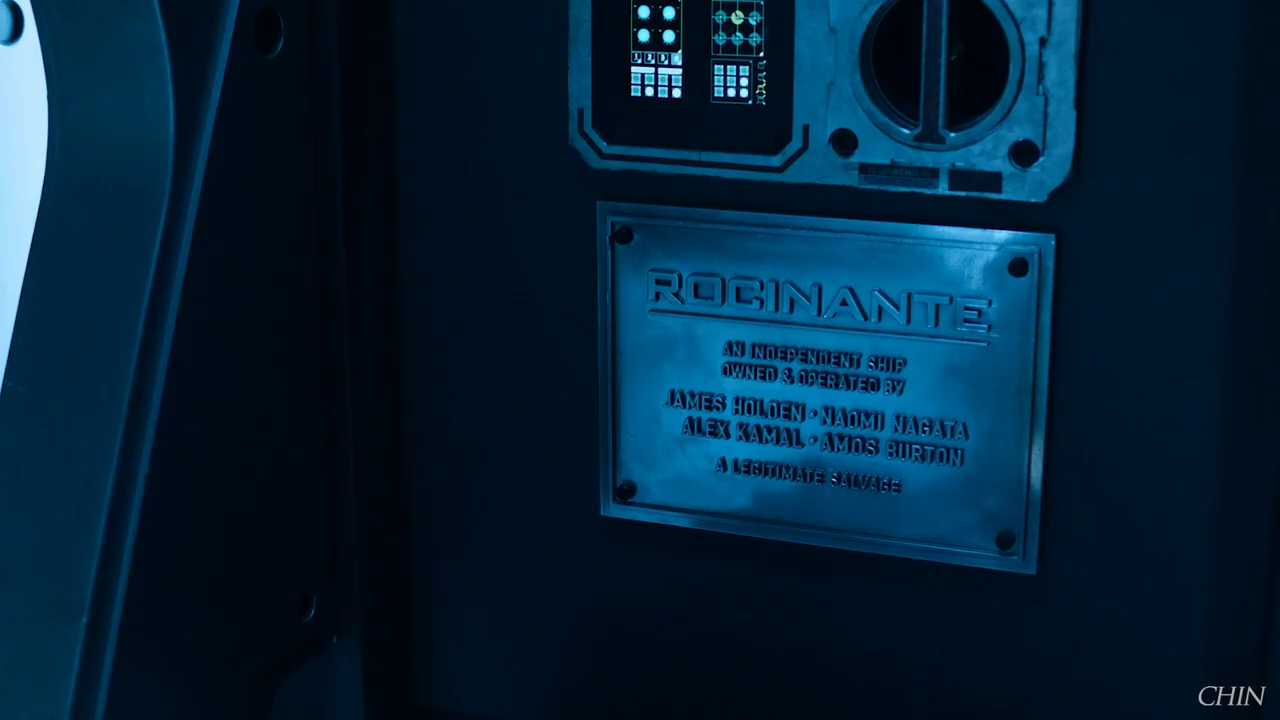 ROCINANTE
AN INDEPENDENT SHIP
OWNED & OPERATED BY
JAMES HOLDEN • NAOMI NAGATA
ALEX KAMAL • AMOS BURTON
A LEGITIMATE SALVAGE
CHIN